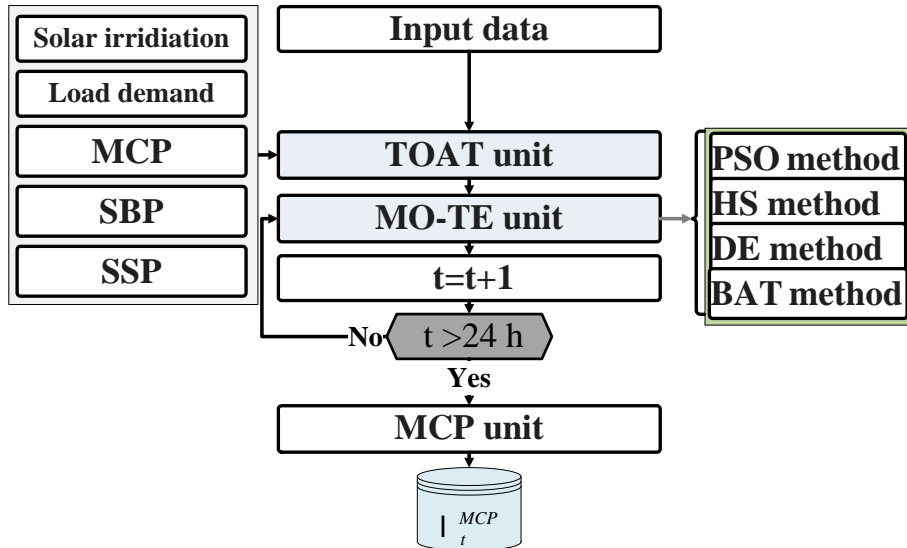 Solar irridiation
Load demand
MCP
SBP
SSP
Input data
TOAT unit
MO-TE unit
t=t+1
t >24 h
No
Yes
MCP unit
MCP
t
PSO method
HS method
DE method
BAT method